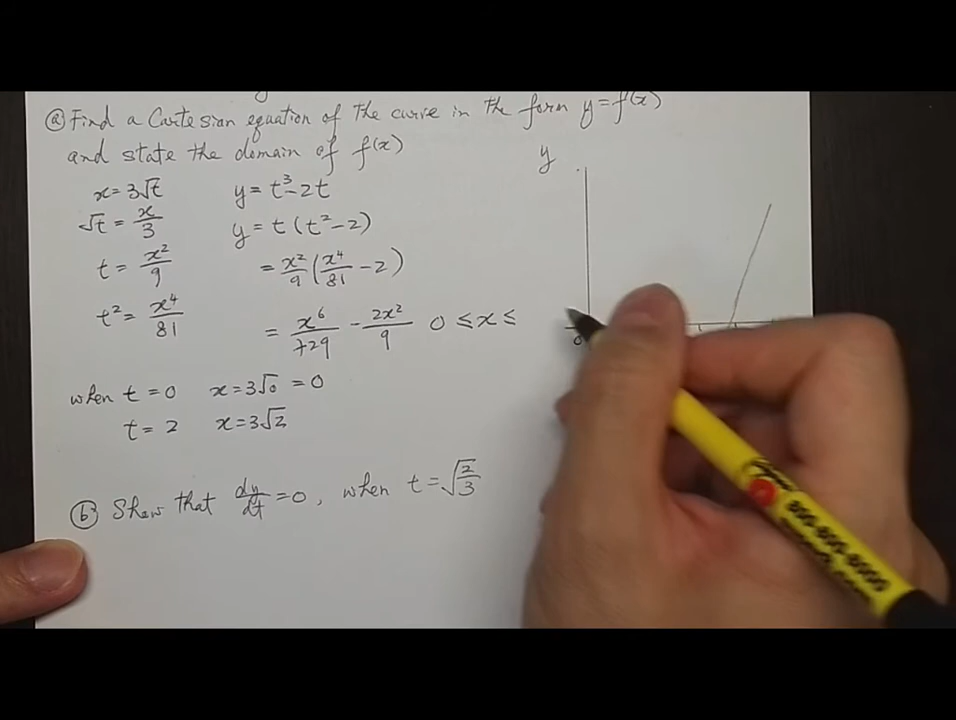 ⓐ Find a Cartesian equation of the curve in the form y=f(x)
and state the domain of f(x)
y
x=3√t    y=t³-2t
√t = x/3    y = t(t²-2)
t = x²/9    = x²/9 (x⁴/81 - 2)
t² = x⁴/81    = x⁶/729 - 2x²/9   0 ≤ x ≤
0
when t=0   x=3√0 =0
t=2   x=3√2
ⓑ Show that dy/dt =0, when t=√(2/3)